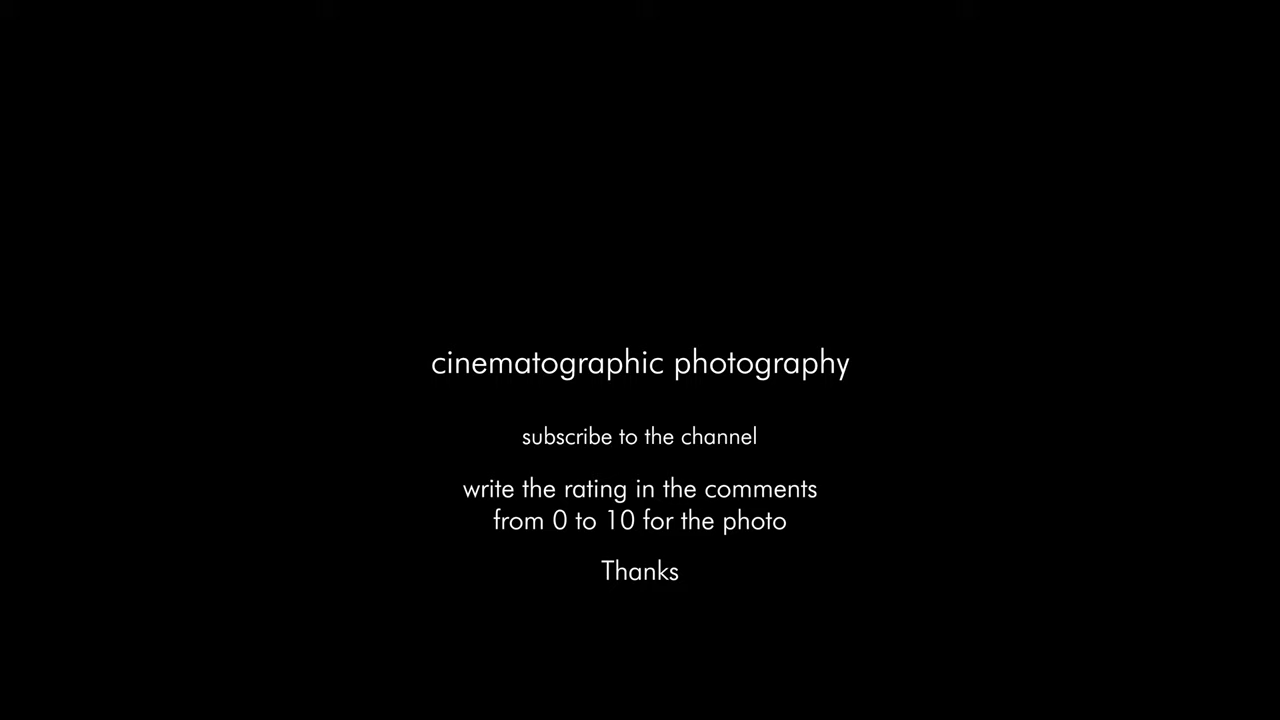 cinematographic photography
subscribe to the channel
write the rating in the comments
from 0 to 10 for the photo
Thanks